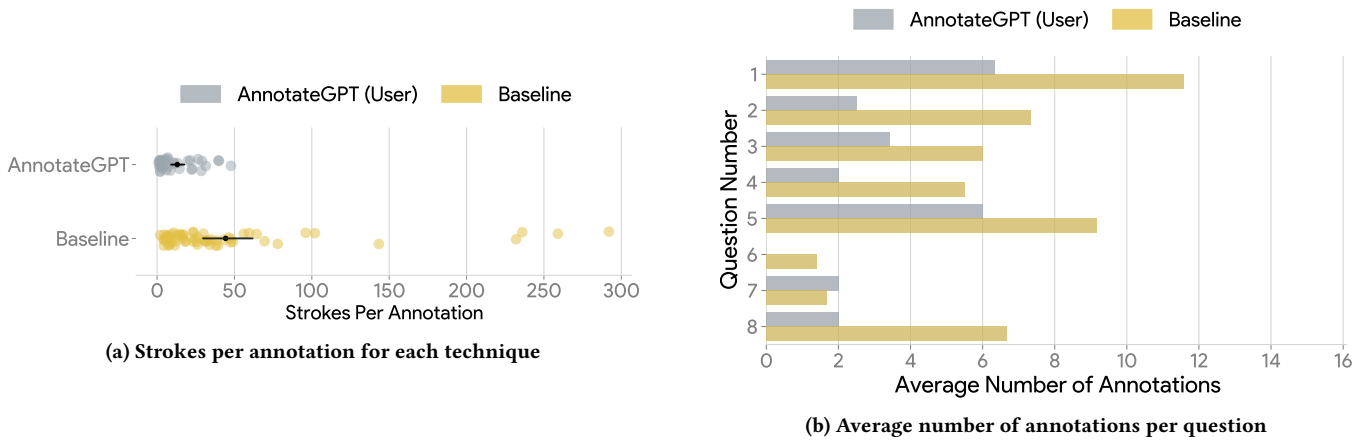 AnnotateGPT (User) Baseline
AnnotateGPT
Baseline
0 50 100 150 200 250 300
Strokes Per Annotation
(a) Strokes per annotation for each technique
AnnotateGPT (User) Baseline
Question Number
1
2
3
4
5
6
7
8
0 2 4 6 8 10 12 14 16
Average Number of Annotations
(b) Average number of annotations per question